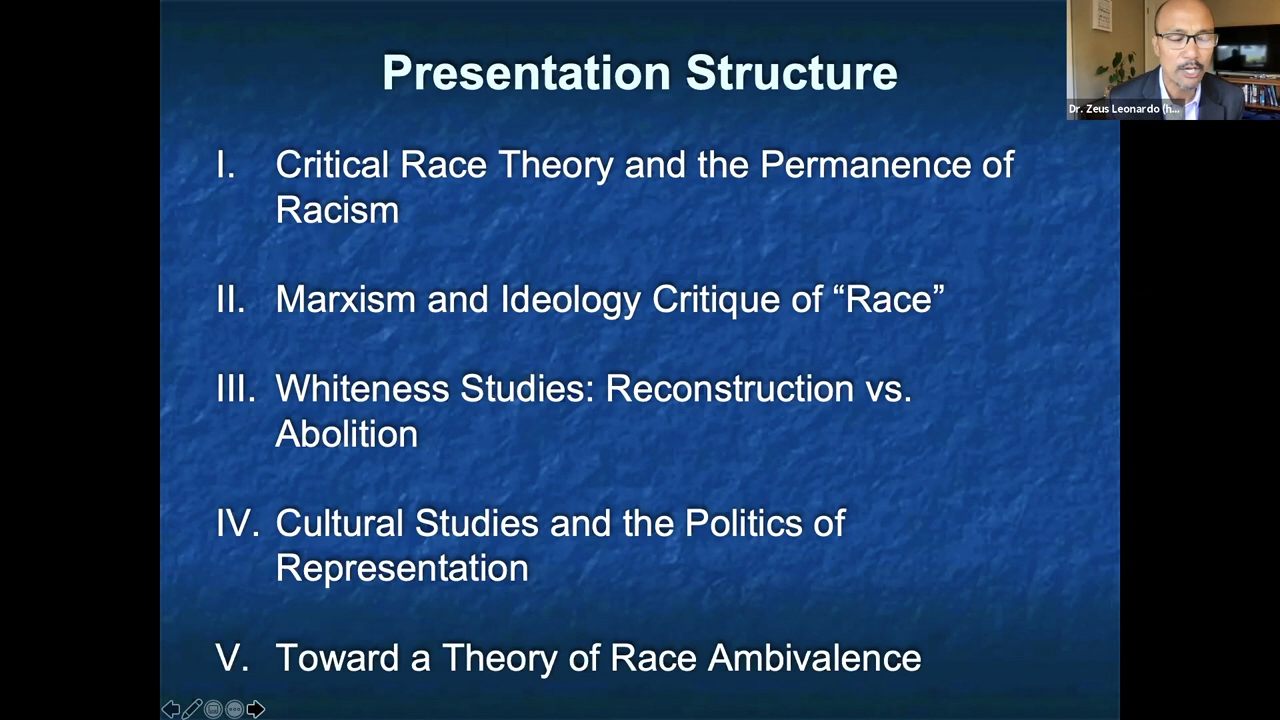 Presentation Structure
Dr. Zeus Leonardo (h...
I. Critical Race Theory and the Permanence of
Racism
II. Marxism and Ideology Critique of “Race”
III. Whiteness Studies: Reconstruction vs.
Abolition
IV. Cultural Studies and the Politics of
Representation
V. Toward a Theory of Race Ambivalence